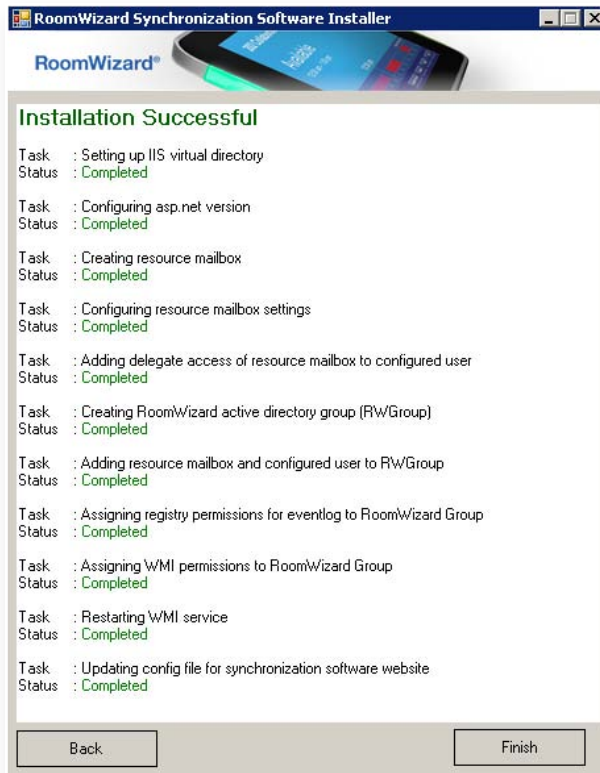 RoomWizard Synchronization Software Installer
RoomWizard®
Available
Installation Successful
Task : Setting up IIS virtual directory
Status : Completed
Task : Configuring asp.net version
Status : Completed
Task : Creating resource mailbox
Status : Completed
Task : Configuring resource mailbox settings
Status : Completed
Task : Adding delegate access of resource mailbox to configured user
Status : Completed
Task : Creating RoomWizard active directory group (RWGroup)
Status : Completed
Task : Adding resource mailbox and configured user to RWGroup
Status : Completed
Task : Assigning registry permissions for eventlog to RoomWizard Group
Status : Completed
Task : Assigning WMI permissions to RoomWizard Group
Status : Completed
Task : Restarting WMI service
Status : Completed
Task : Updating config file for synchronization software website
Status : Completed
Back
Finish